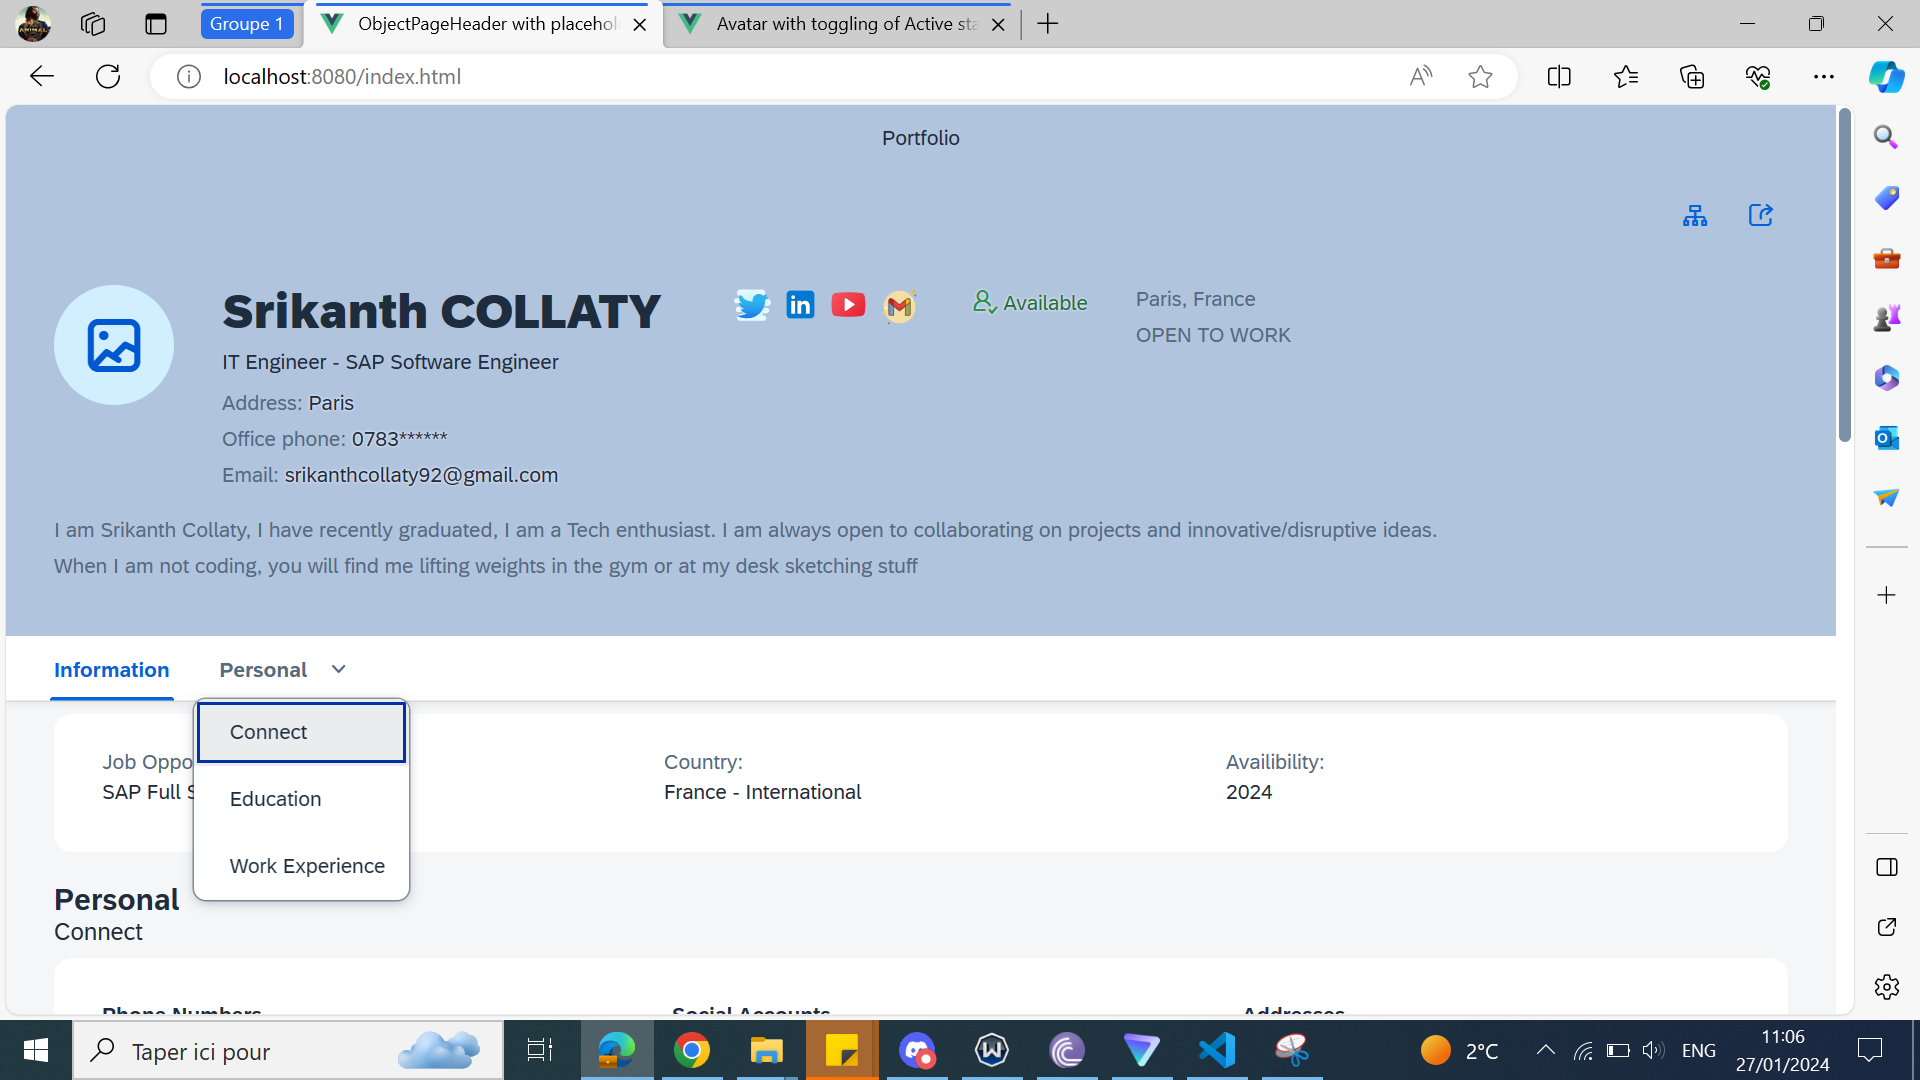 Groupe 1
ObjectPageHeader with placehol
Avatar with toggling of Active sta
localhost:8080/index.html
Portfolio
Srikanth COLLATY
Available
Paris, France
OPEN TO WORK
IT Engineer - SAP Software Engineer
Address: Paris
Office phone: 0783******
Email: srikanthcollaty92@gmail.com
I am Srikanth Collaty, I have recently graduated, I am a Tech enthusiast. I am always open to collaborating on projects and innovative/disruptive ideas.
When I am not coding, you will find me lifting weights in the gym or at my desk sketching stuff
Information
Personal
Connect
Education
Work Experience
Job Oppo
SAP Full S
Country:
France - International
Availibility:
2024
Personal
Connect
Phone Numbers
Social Accounts
Addresses
Taper ici pour
2°C
ENG
11:06
27/01/2024